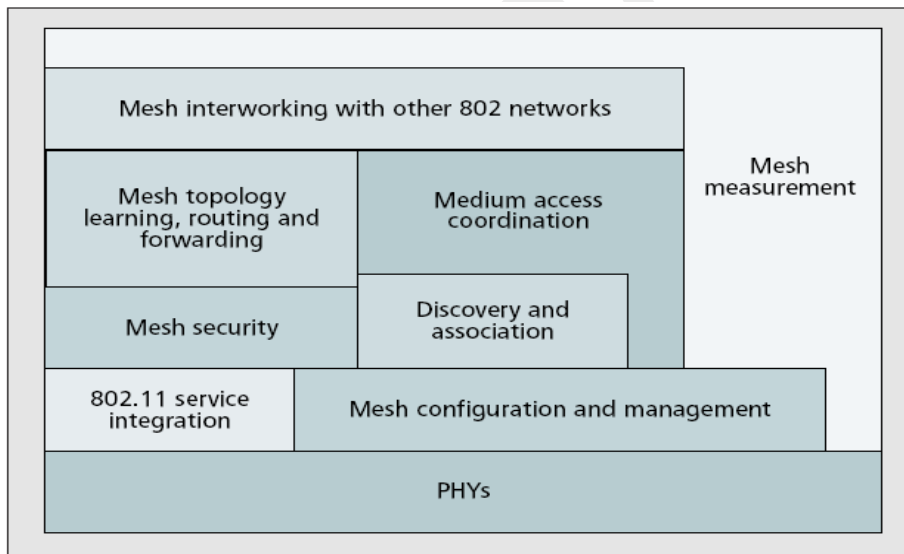 Mesh interworking with other 802 networks
Mesh
measurement
Mesh topology
learning, routing and
forwarding
Medium access
coordination
Mesh security
Discovery and
association
802.11 service
integration
Mesh configuration and management
PHYs